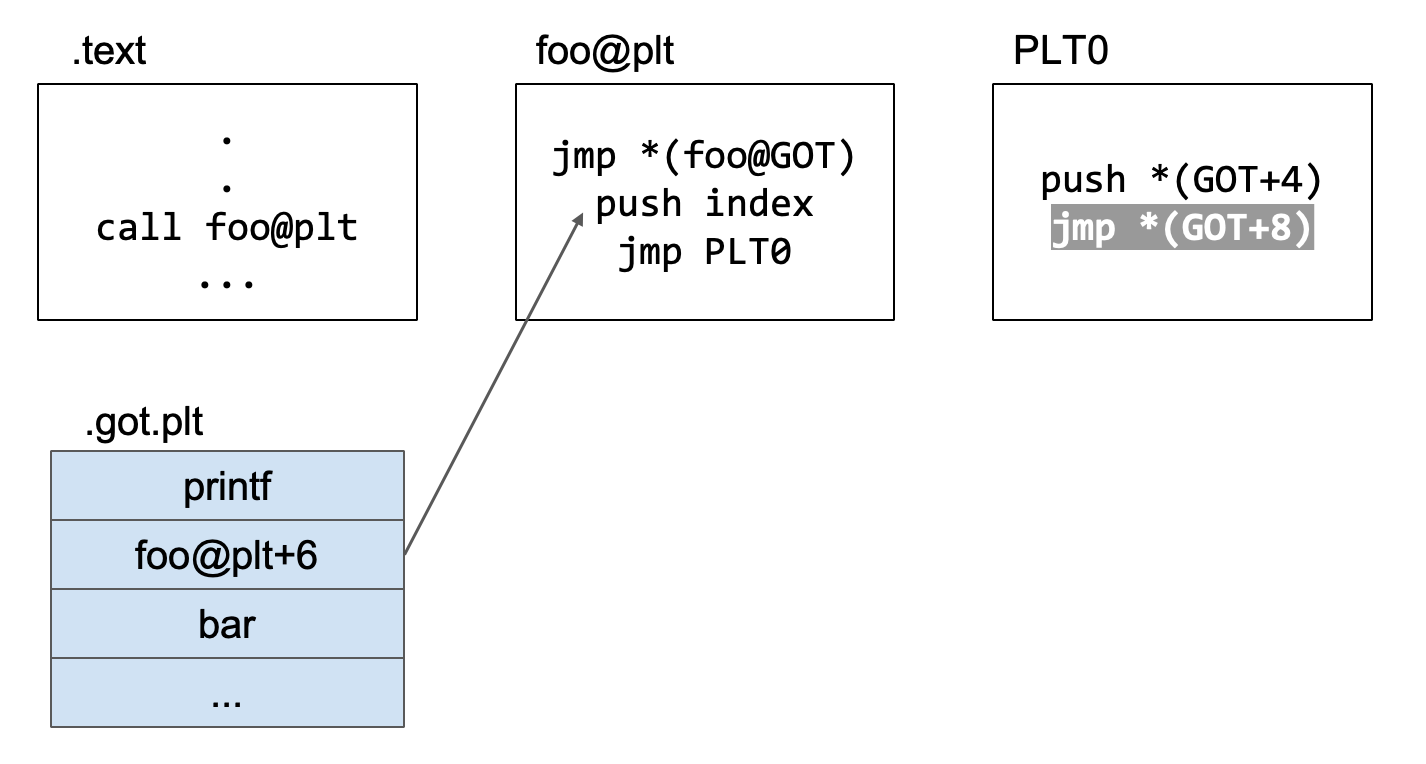 .text
.
.
call foo@plt
...
foo@plt
jmp *(foo@GOT)
push index
jmp PLT0
PLT0
push *(GOT+4)
jmp *(GOT+8)
.got.plt
printf
foo@plt+6
bar
...